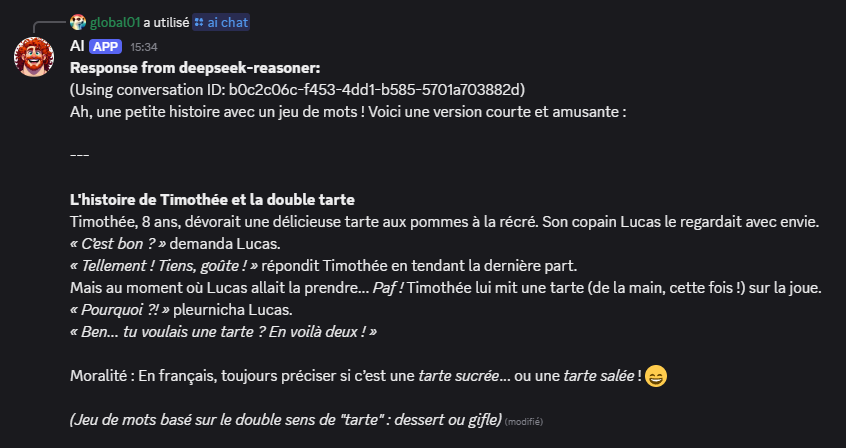 global01 a utilisé ai chat
AI APP 15:34
Response from deepseek-reasoner:
(Using conversation ID: b0c2c06c-f453-4dd1-b585-5701a703882d)
Ah, une petite histoire avec un jeu de mots ! Voici une version courte et amusante :
---
L'histoire de Timothée et la double tarte
Timothée, 8 ans, dévorait une délicieuse tarte aux pommes à la récré. Son copain Lucas le regardait avec envie.
« C'est bon ? » demanda Lucas.
« Tellement ! Tiens, goûte ! » répondit Timothée en tendant la dernière part.
Mais au moment où Lucas allait la prendre... Paf ! Timothée lui mit une tarte (de la main, cette fois !) sur la joue.
« Pourquoi ?! » pleurnicha Lucas.
« Ben... tu voulais une tarte ? En voilà deux ! »
Moralité : En français, toujours préciser si c'est une tarte sucrée... ou une tarte salée ! 😄
(Jeu de mots basé sur le double sens de "tarte" : dessert ou gifle) (modifié)